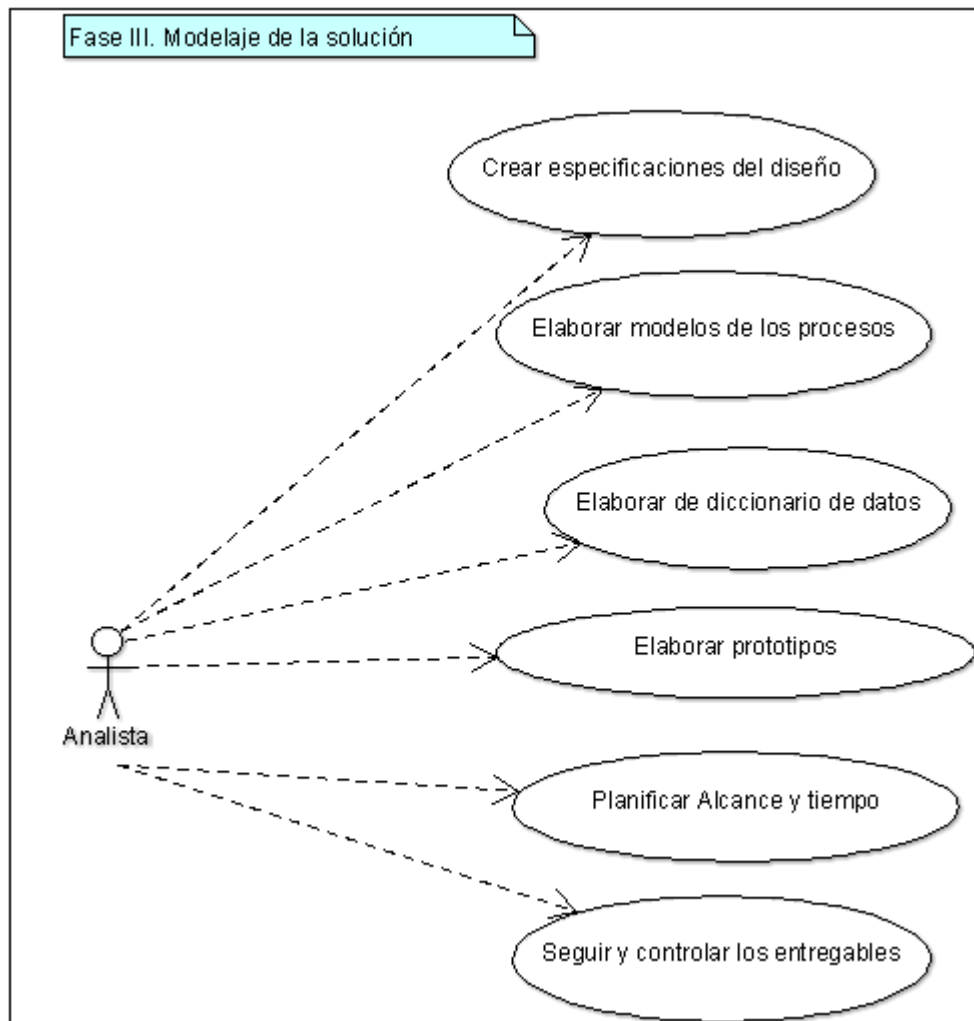 Fase III. Modelaje de la solución
Crear especificaciones del diseño
Elaborar modelos de los procesos
Elaborar de diccionario de datos
Elaborar prototipos
Analista
Planificar Alcance y tiempo
Seguir y controlar los entregables